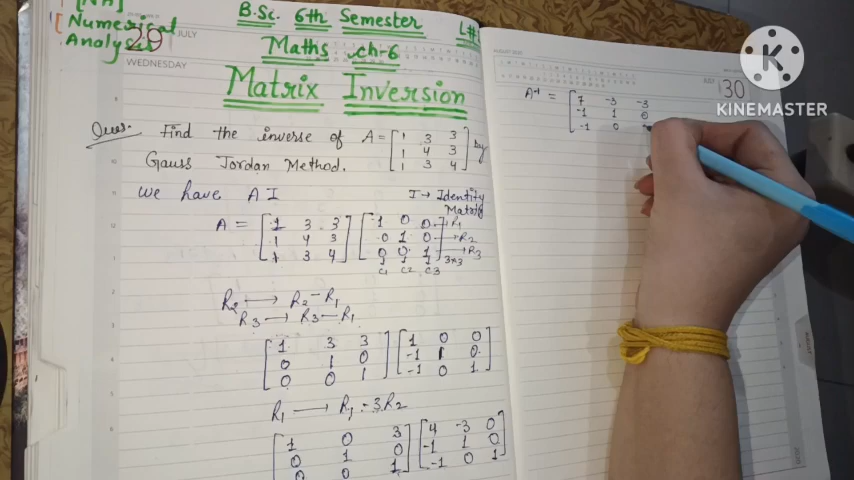 [NA]
Numerical
Analysis
29 JULY
WEDNESDAY
B.Sc. 6th Semester L#
Maths ch-6
Matrix Inversion
Ques. Find the inverse of A = [ 1 3 3
1 4 3
1 3 4 ] by
Gauss Jordan Method.
We have A I
I → Identity
Matrix
A = [ 1 3 3 ] [ 1 0 0 ] → R1
1 4 3 0 1 0 → R2
1 3 4 0 0 1 → R3
3×3
C1 C2 C3
R2 → R2 - R1
R3 → R3 - R1
[ 1 3 3 ] [ 1 0 0 ]
0 1 0 -1 1 0
0 0 1 -1 0 1
R1 → R1 - 3R2
[ 1 0 3 ] [ 4 -3 0 ]
0 1 0 -1 1 0
0 0 1 -1 0 1
30
A-1 = [ 7 -3 -3
-1 1 0
-1 0
KINEMASTER